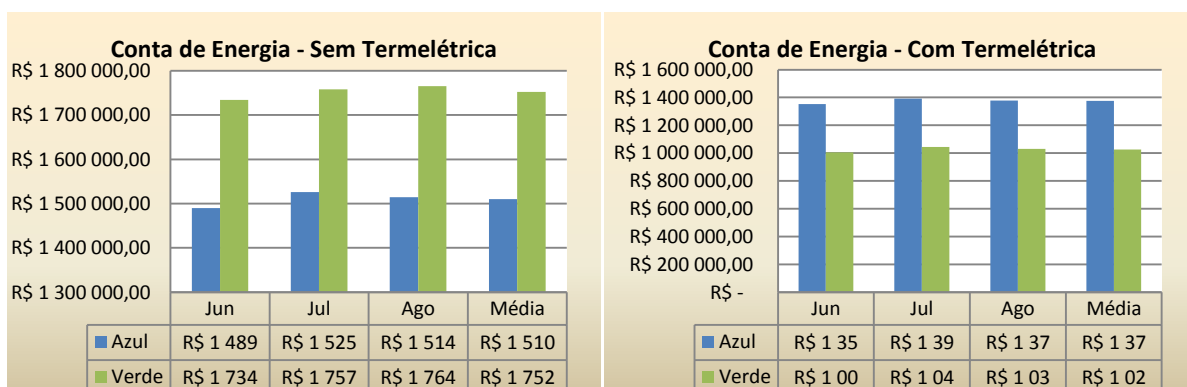 Conta de Energia - Sem Termelétrica
R$ 1 800 000,00
R$ 1 700 000,00
R$ 1 600 000,00
R$ 1 500 000,00
R$ 1 400 000,00
R$ 1 300 000,00
Jun Jul Ago Média
Azul R$ 1 489 R$ 1 525 R$ 1 514 R$ 1 510
Verde R$ 1 734 R$ 1 757 R$ 1 764 R$ 1 752
Conta de Energia - Com Termelétrica
R$ 1 600 000,00
R$ 1 400 000,00
R$ 1 200 000,00
R$ 1 000 000,00
R$ 800 000,00
R$ 600 000,00
R$ 400 000,00
R$ 200 000,00
R$ -
Jun Jul Ago Média
Azul R$ 1 35 R$ 1 39 R$ 1 37 R$ 1 37
Verde R$ 1 00 R$ 1 04 R$ 1 03 R$ 1 02